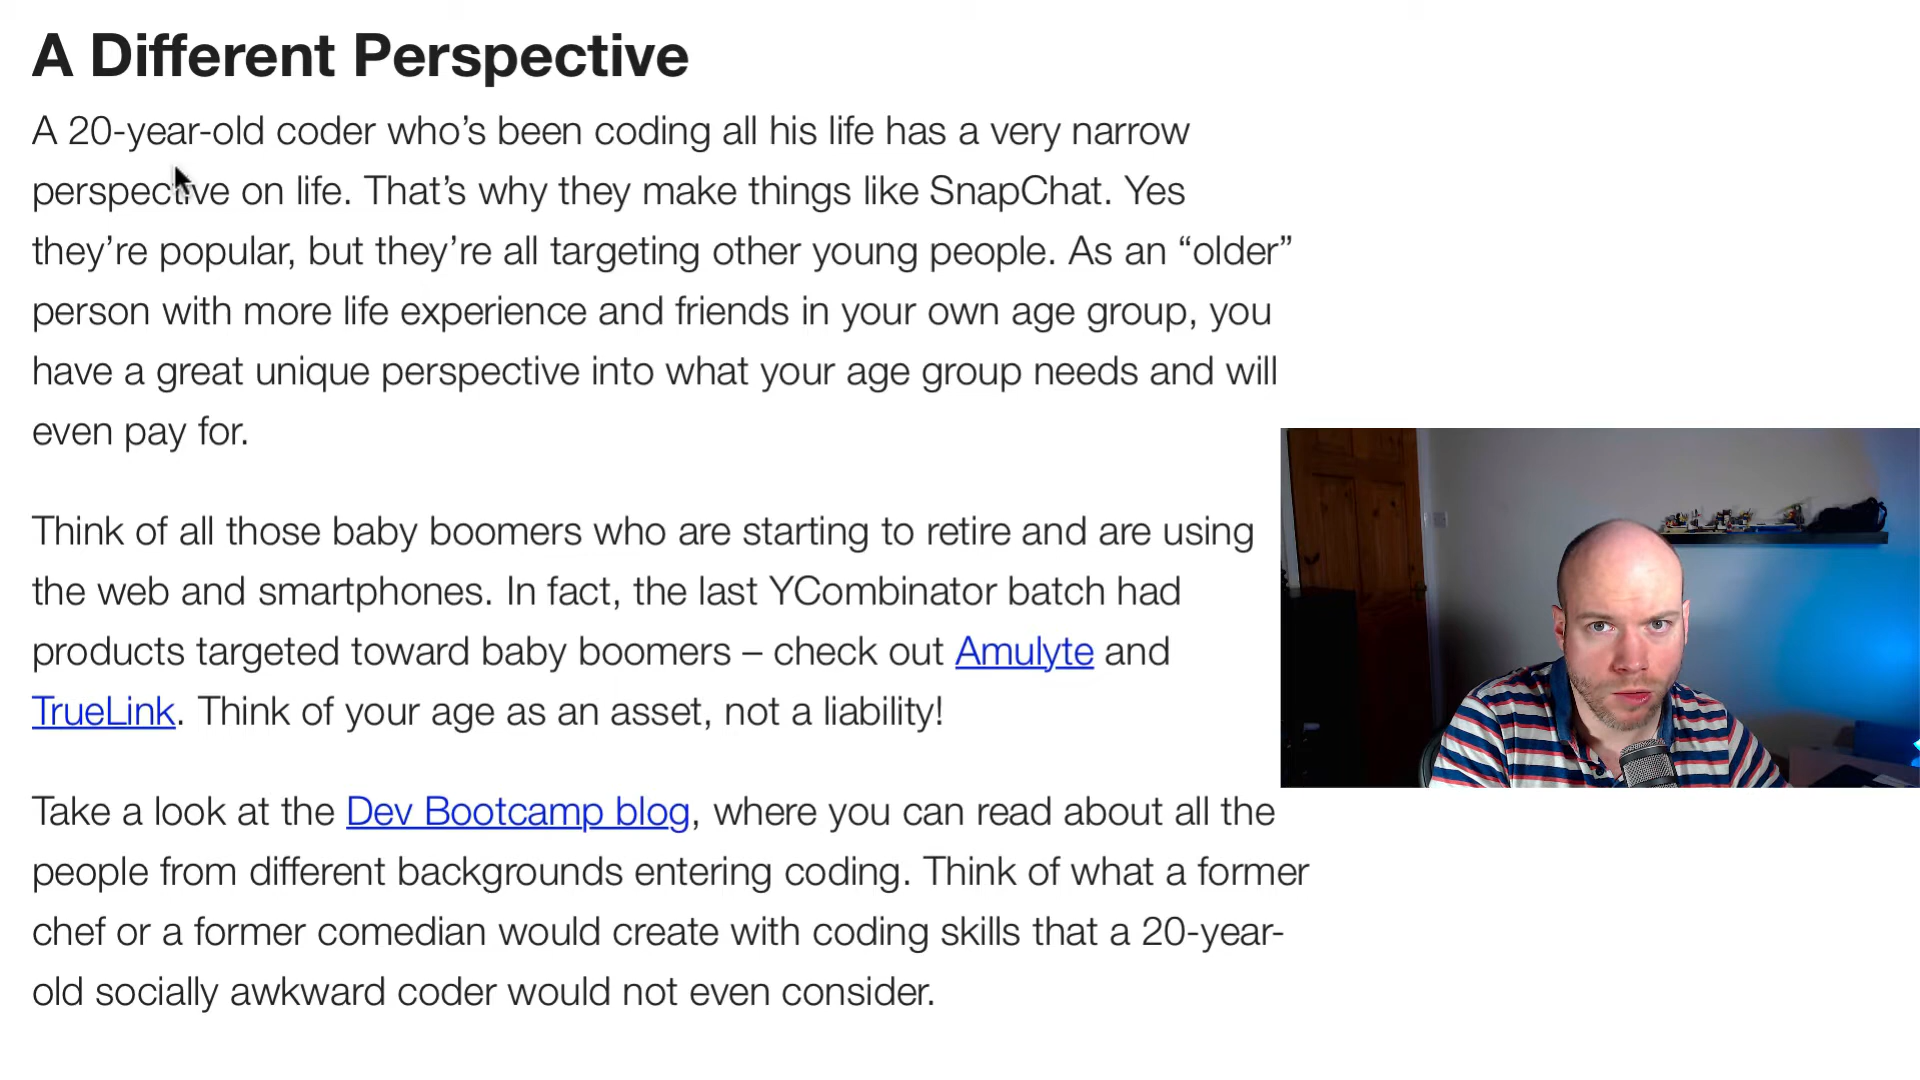 A Different Perspective
A 20-year-old coder who’s been coding all his life has a very narrow
perspective on life. That’s why they make things like SnapChat. Yes
they’re popular, but they’re all targeting other young people. As an “older”
person with more life experience and friends in your own age group, you
have a great unique perspective into what your age group needs and will
even pay for.
Think of all those baby boomers who are starting to retire and are using
the web and smartphones. In fact, the last YCombinator batch had
products targeted toward baby boomers – check out Amulyte and
TrueLink. Think of your age as an asset, not a liability!
Take a look at the Dev Bootcamp blog, where you can read about all the
people from different backgrounds entering coding. Think of what a former
chef or a former comedian would create with coding skills that a 20-year-
old socially awkward coder would not even consider.